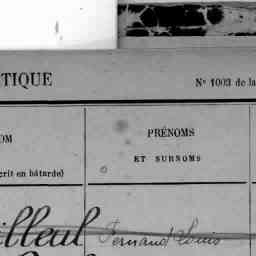 TIQUE
N° 1003 de la
OM
PRÉNOMS
ET SURNOMS
crit en bâtarde)
illeul Fernand Louis